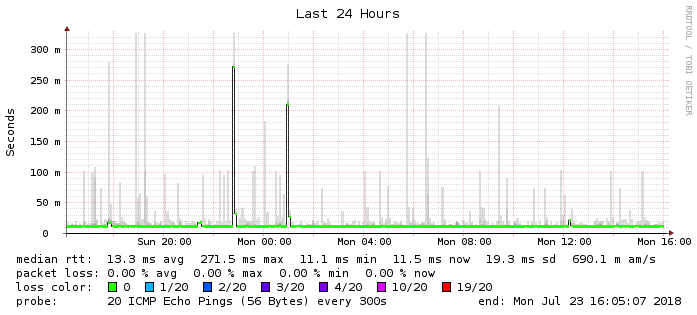 Last 24 Hours
RRDTOOL / TOBI OETIKER
Seconds
300 m
250 m
200 m
150 m
100 m
50 m
0
Sun 20:00 Mon 00:00 Mon 04:00 Mon 08:00 Mon 12:00 Mon 16:00
median rtt: 13.3 ms avg 271.5 ms max 11.1 ms min 11.5 ms now 19.3 ms sd 690.1 m am/s
packet loss: 0.00 % avg 0.00 % max 0.00 % min 0.00 % now
loss color: 0 1/20 2/20 3/20 4/20 10/20 19/20
probe: 20 ICMP Echo Pings (56 Bytes) every 300s end: Mon Jul 23 16:05:07 2018